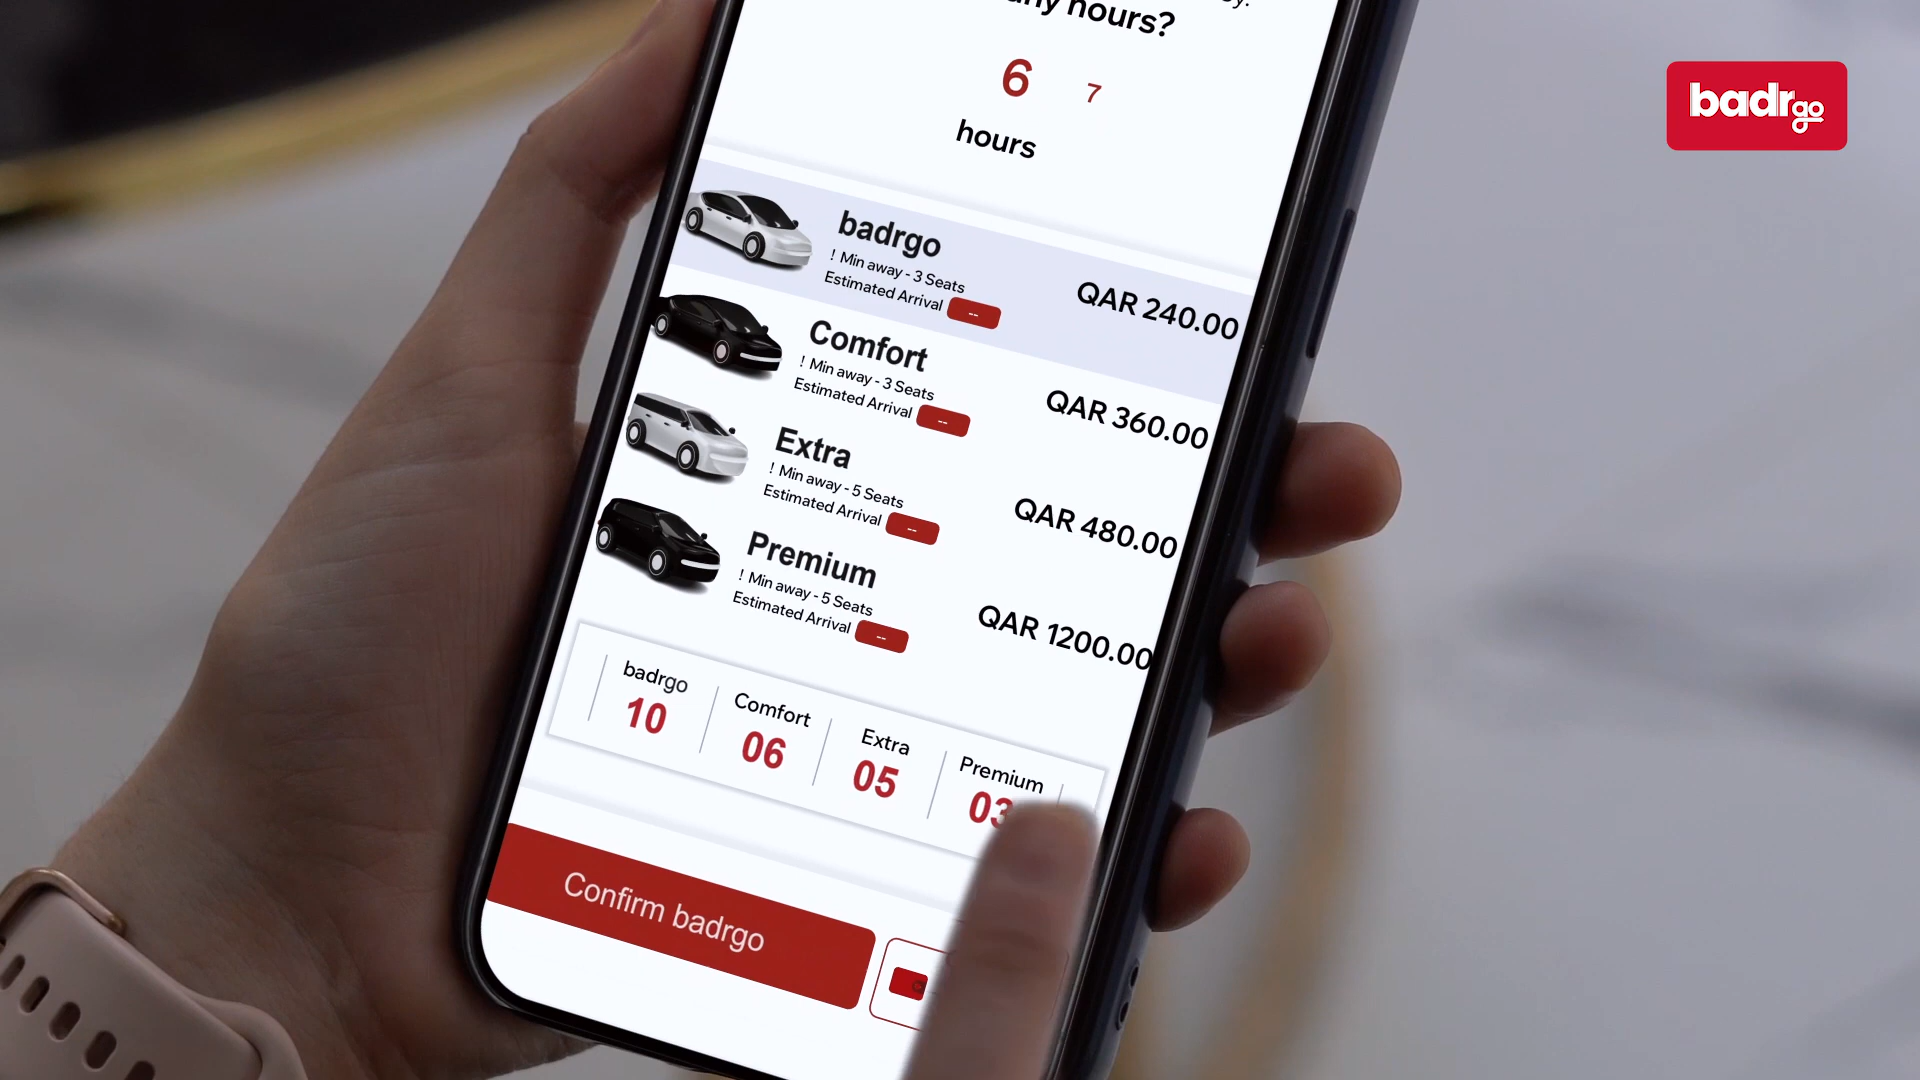 hours?
6 7
hours
badrgo
! Min away - 3 Seats
Estimated Arrival --
QAR 240.00
Comfort
! Min away - 3 Seats
Estimated Arrival --
QAR 360.00
Extra
! Min away - 5 Seats
Estimated Arrival --
QAR 480.00
Premium
! Min away - 5 Seats
Estimated Arrival --
QAR 1200.00
badrgo
10
Comfort
06
Extra
05
Premium
03
Confirm badrgo
badrgo